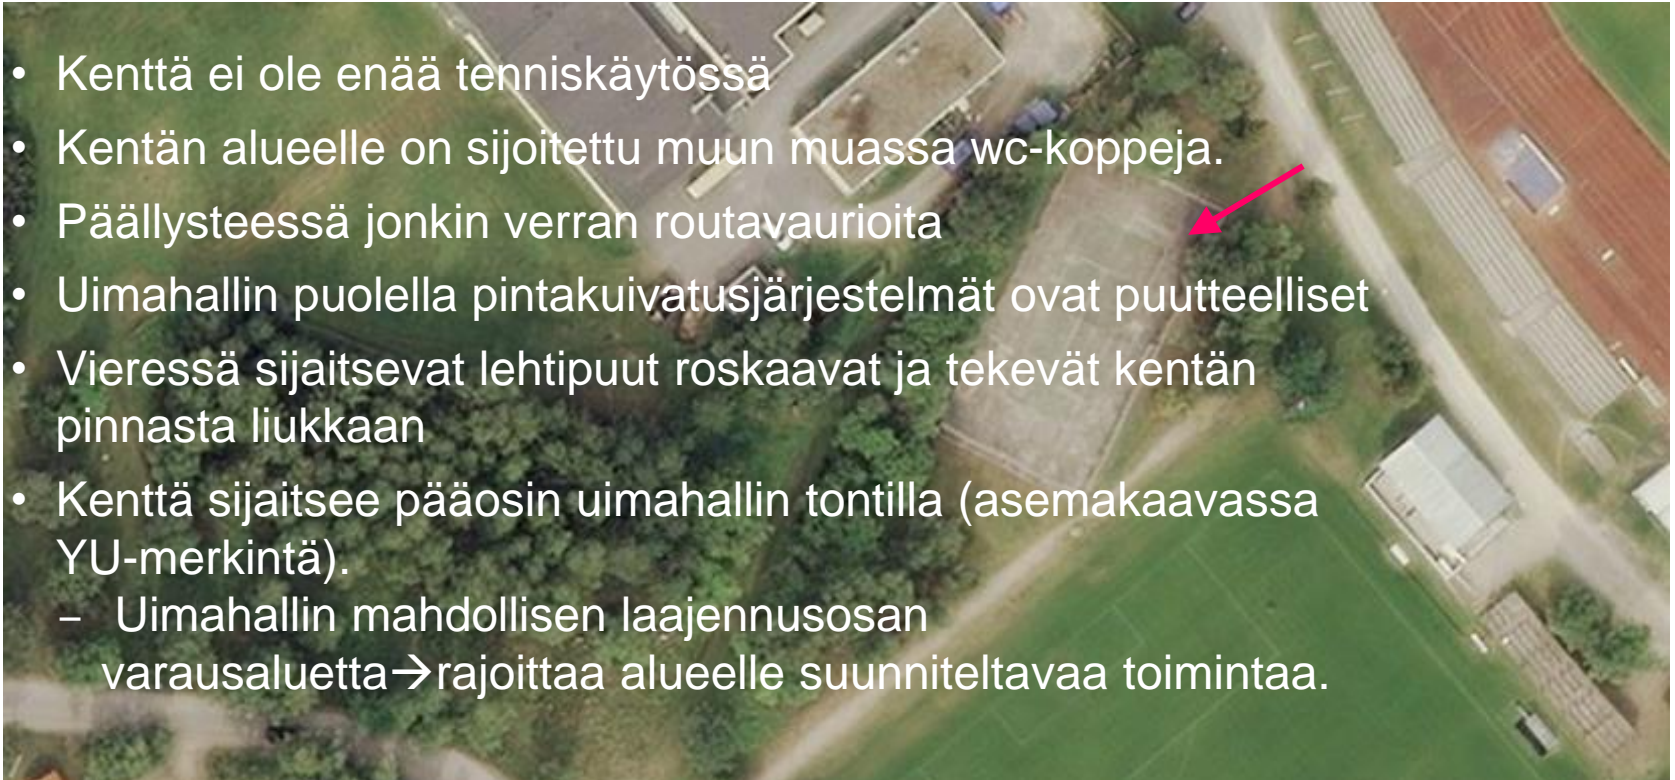 • Kenttä ei ole enää tenniskäytössä
• Kentän alueelle on sijoitettu muun muassa wc-koppeja.
• Päällysteessä jonkin verran routavaurioita
• Uimahallin puolella pintakuivatusjärjestelmät ovat puutteelliset
• Vieressä sijaitsevat lehtipuut roskaavat ja tekevät kentän
pinnasta liukkaan
• Kenttä sijaitsee pääosin uimahallin tontilla (asemakaavassa
YU-merkintä).
– Uimahallin mahdollisen laajennusosan
varausaluetta→rajoittaa alueelle suunniteltavaa toimintaa.